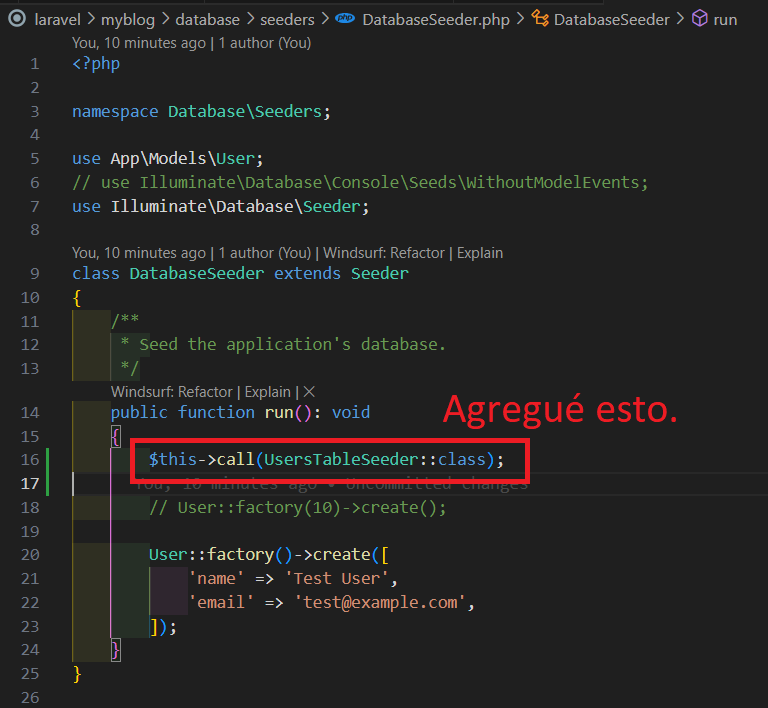 laravel > myblog > database > seeders > php DatabaseSeeder.php > DatabaseSeeder > run
You, 10 minutes ago | 1 author (You)
1 <?php
2
3 namespace Database\Seeders;
4
5 use App\Models\User;
6 // use Illuminate\Database\Console\Seeds\WithoutModelEvents;
7 use Illuminate\Database\Seeder;
8
You, 10 minutes ago | 1 author (You) | Windsurf: Refactor | Explain
9 class DatabaseSeeder extends Seeder
10 {
11 /**
12 * Seed the application's database.
13 */
Windsurf: Refactor | Explain | ×
Agregué esto.
14 public function run(): void
15 {
16 $this->call(UsersTableSeeder::class);
17 You, 10 minutes ago • Uncommitted changes
18 // User::factory(10)->create();
19
20 User::factory()->create([
21 'name' => 'Test User',
22 'email' => 'test@example.com',
23 ]);
24 }
25 }
26